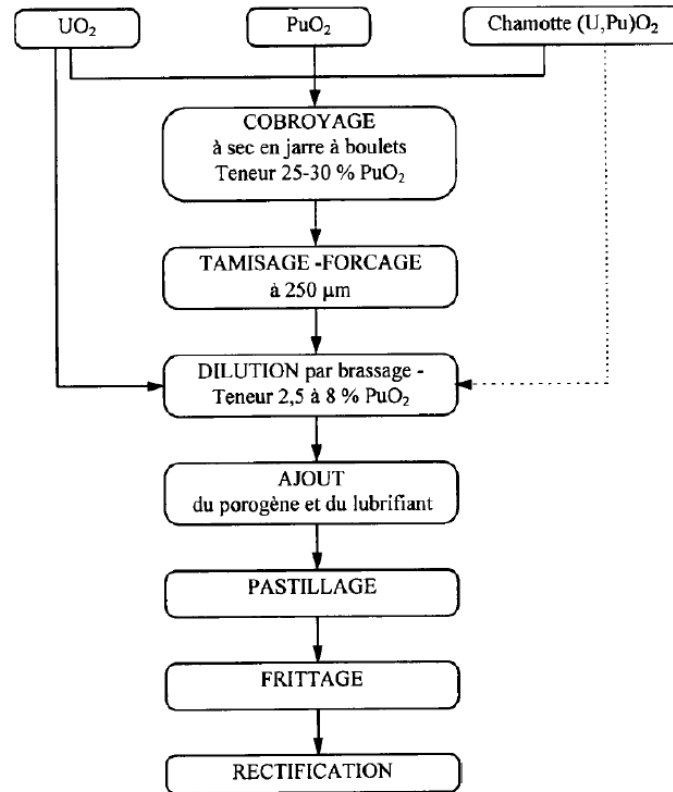 UO₂
PuO₂
Chamotte (U,Pu)O₂
COBROYAGE
à sec en jarre à boulets
Teneur 25-30 % PuO₂
TAMISAGE -FORCAGE
à 250 µm
DILUTION par brassage -
Teneur 2,5 à 8 % PuO₂
AJOUT
du porogène et du lubrifiant
PASTILLAGE
FRITTAGE
RECTIFICATION